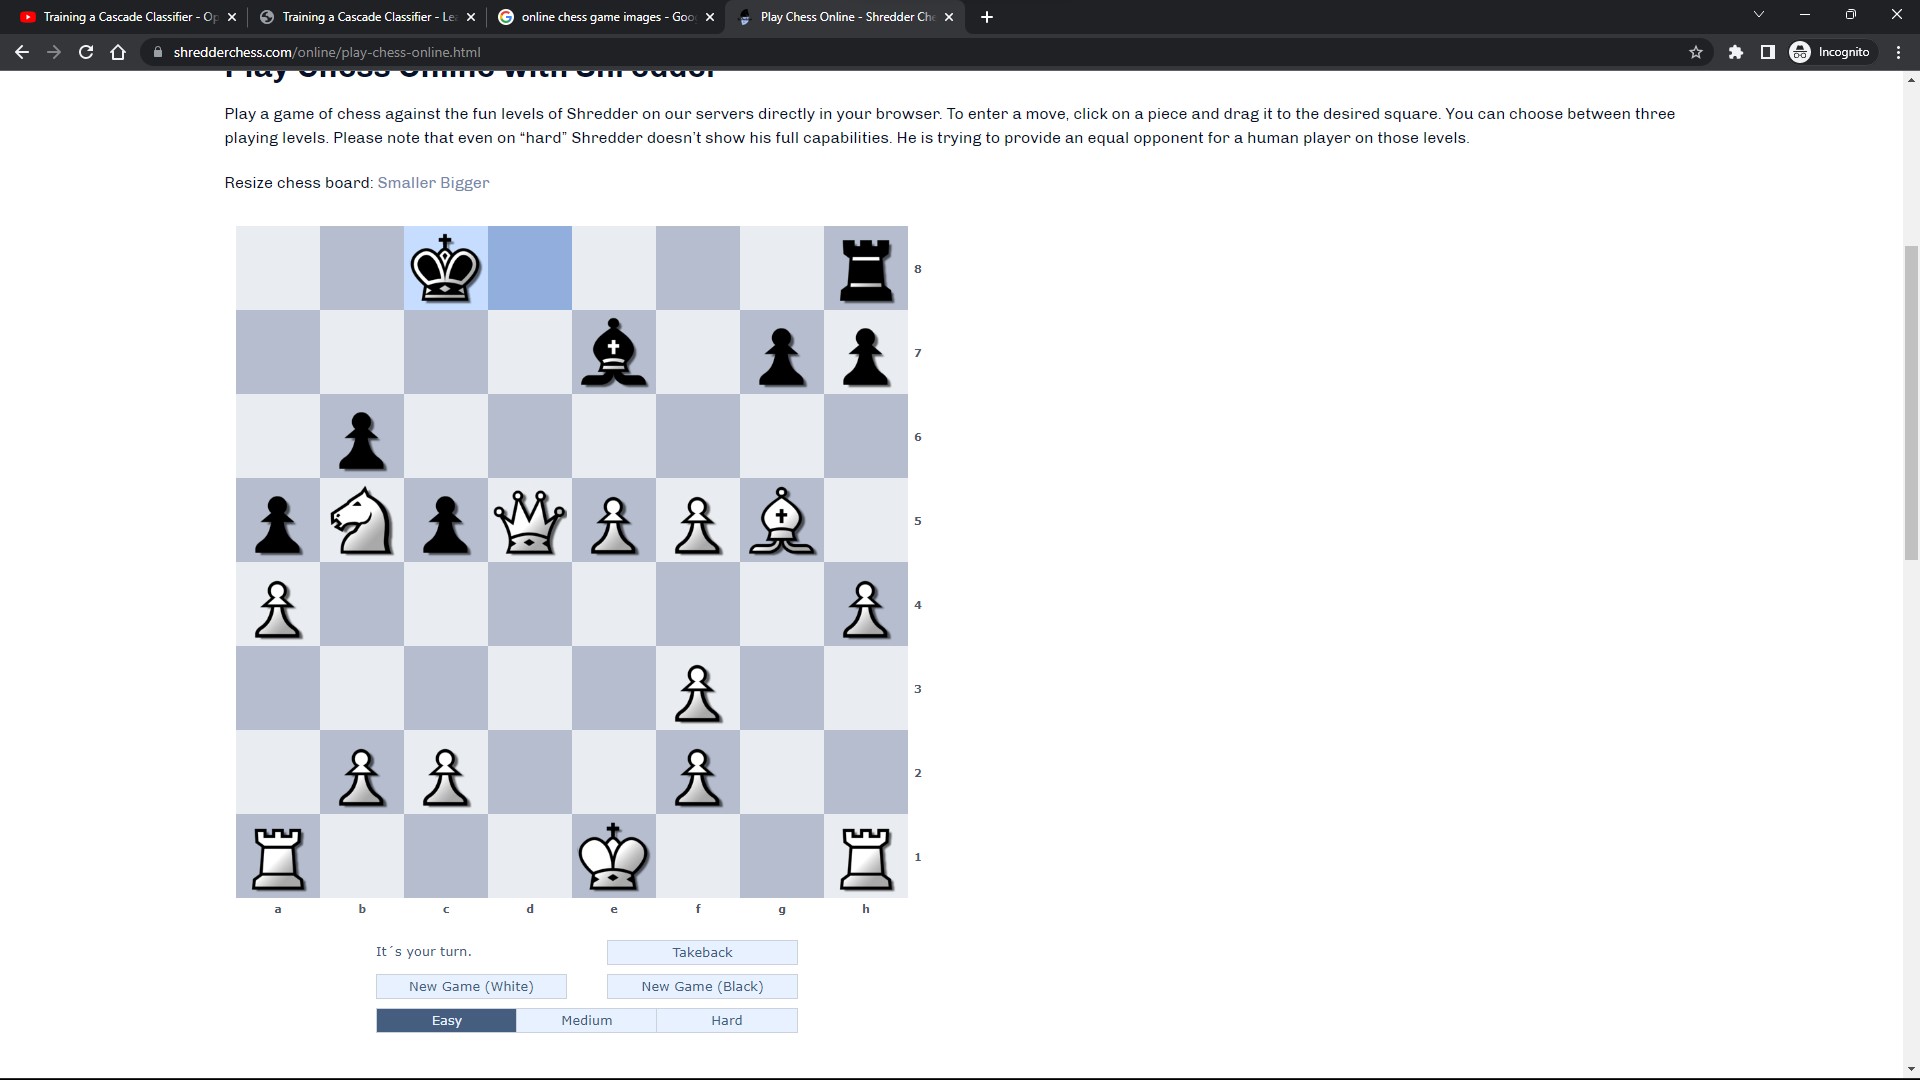 Training a Cascade Classifier - Op
Training a Cascade Classifier - Le
online chess game images - Goo
Play Chess Online - Shredder Che
shredderchess.com/online/play-chess-online.html
Incognito
Play Chess Online with Shredder
Play a game of chess against the fun levels of Shredder on our servers directly in your browser. To enter a move, click on a piece and drag it to the desired square. You can choose between three
playing levels. Please note that even on “hard” Shredder doesn’t show his full capabilities. He is trying to provide an equal opponent for a human player on those levels.
Resize chess board: Smaller Bigger
8
7
6
5
4
3
2
1
a b c d e f g h
It´s your turn.
Takeback
New Game (White)
New Game (Black)
Easy
Medium
Hard